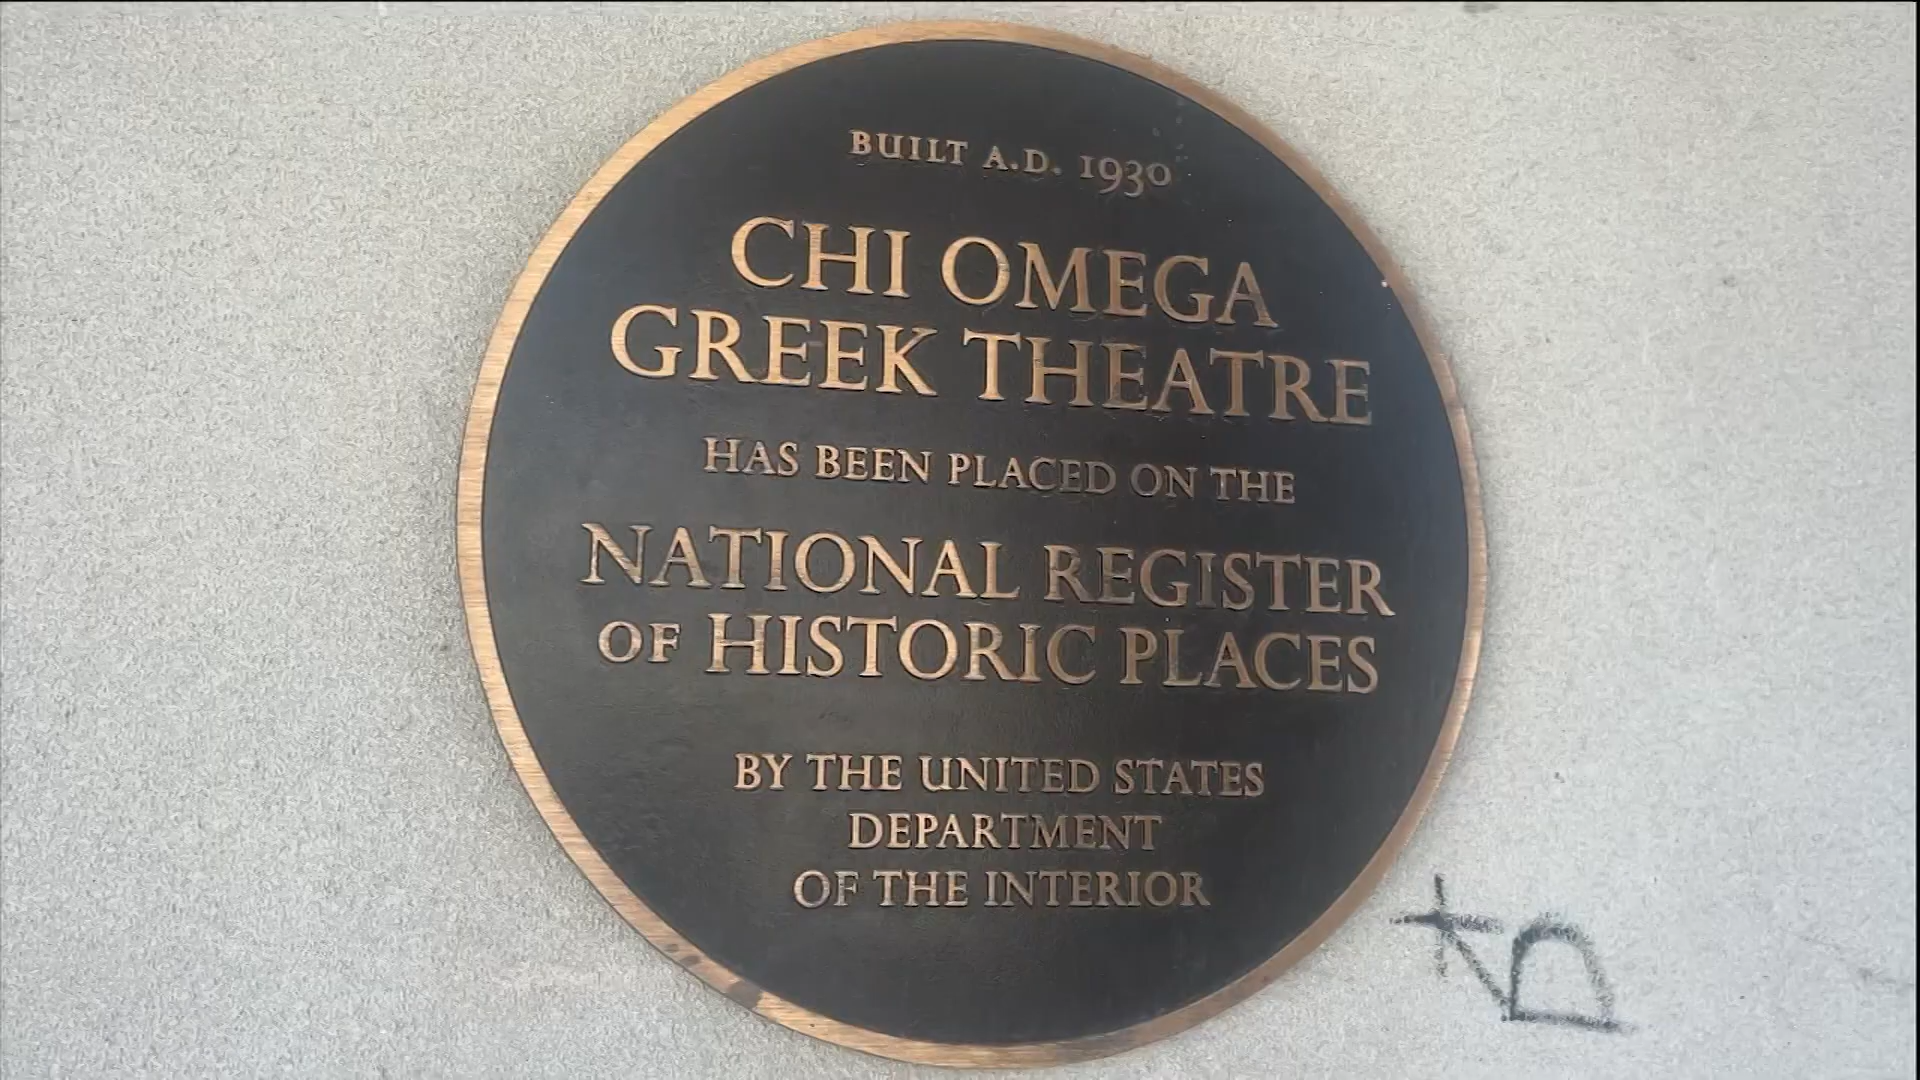 BUILT A.D. 1930
CHI OMEGA
GREEK THEATRE
HAS BEEN PLACED ON THE
NATIONAL REGISTER
OF HISTORIC PLACES
BY THE UNITED STATES
DEPARTMENT
OF THE INTERIOR